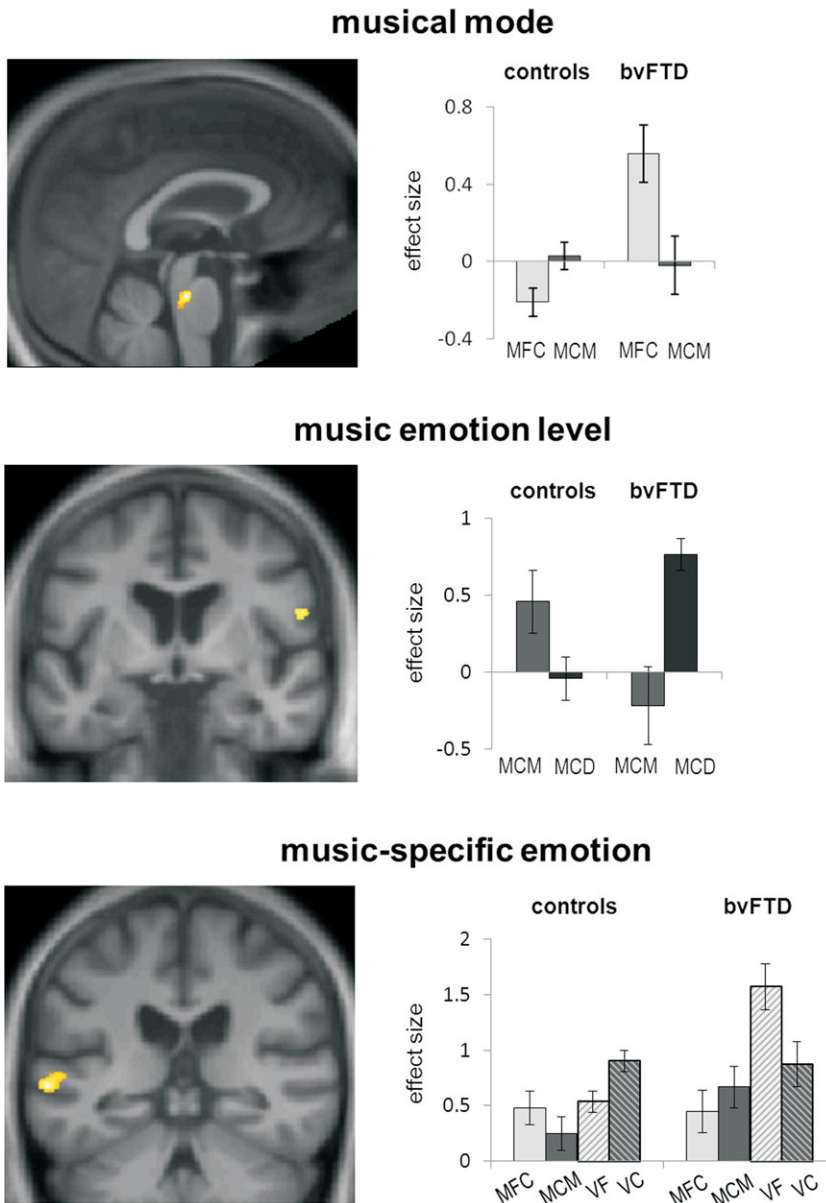 musical mode
controls bvFTD
effect size
0.8
0.4
0
-0.4
MFC MCM MFC MCM
music emotion level
controls bvFTD
effect size
1
0.5
0
-0.5
MCM MCD MCM MCD
music-specific emotion
controls bvFTD
effect size
2
1.5
1
0.5
0
MFC MCM VF VC MFC MCM VF VC